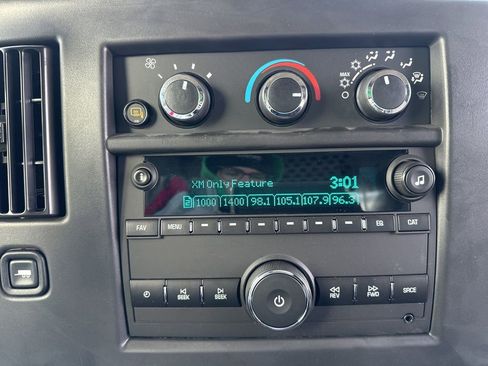 MAX
XM Only Feature 3:01
1000 1400 98.1 105.1 107.9 96.3
FAV MENU EQ CAT
SEEK SEEK REV FWD SRCE